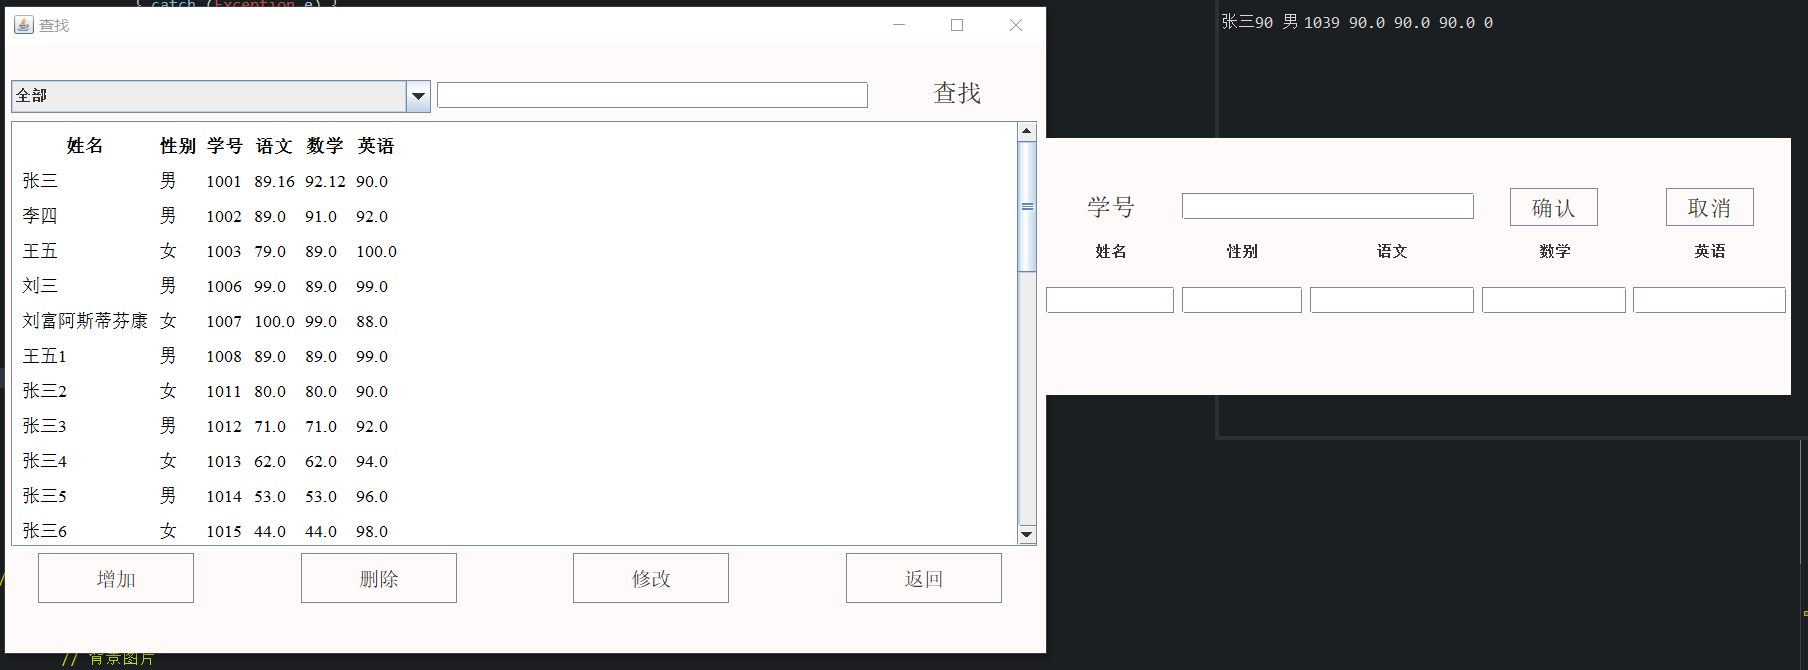 } catch (Exception e) {
查找
全部
查找
姓名 性别 学号 语文 数学 英语
张三 男 1001 89.16 92.12 90.0
李四 男 1002 89.0 91.0 92.0
王五 女 1003 79.0 89.0 100.0
刘三 男 1006 99.0 89.0 99.0
刘富阿斯蒂芬康 女 1007 100.0 99.0 88.0
王五1 男 1008 89.0 89.0 99.0
张三2 女 1011 80.0 80.0 90.0
张三3 男 1012 71.0 71.0 92.0
张三4 女 1013 62.0 62.0 94.0
张三5 男 1014 53.0 53.0 96.0
张三6 女 1015 44.0 44.0 98.0
增加 删除 修改 返回
// 背景图片
张三90 男 1039 90.0 90.0 90.0 0
学号 确认 取消
姓名 性别 语文 数学 英语